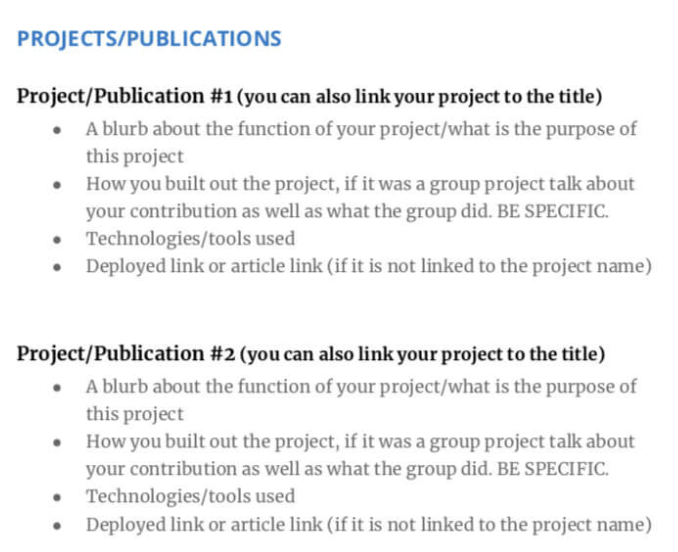 PROJECTS/PUBLICATIONS
Project/Publication #1 (you can also link your project to the title)
● A blurb about the function of your project/what is the purpose of
this project
● How you built out the project, if it was a group project talk about
your contribution as well as what the group did. BE SPECIFIC.
● Technologies/tools used
● Deployed link or article link (if it is not linked to the project name)
Project/Publication #2 (you can also link your project to the title)
● A blurb about the function of your project/what is the purpose of
this project
● How you built out the project, if it was a group project talk about
your contribution as well as what the group did. BE SPECIFIC.
● Technologies/tools used
● Deployed link or article link (if it is not linked to the project name)